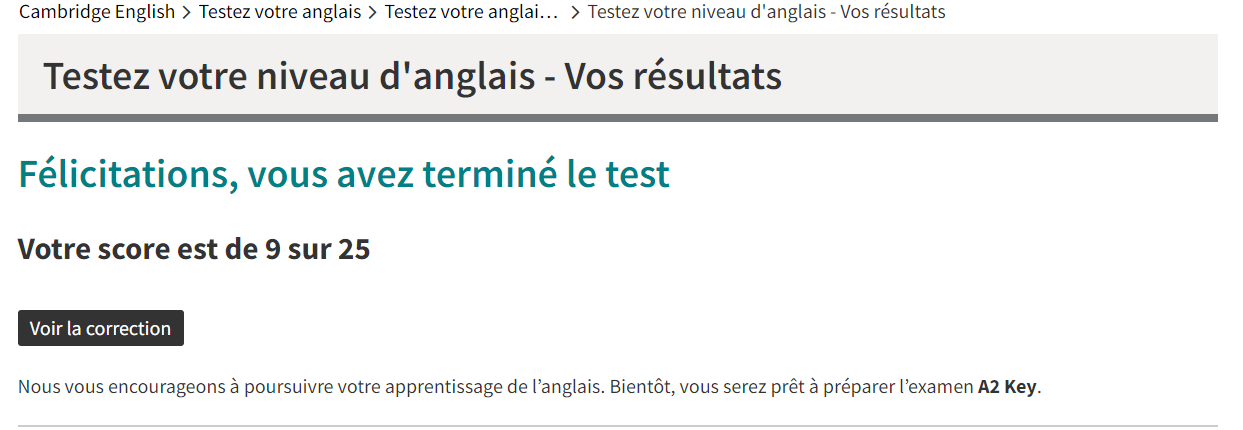 Cambridge English > Testez votre anglais > Testez votre anglai… > Testez votre niveau d'anglais - Vos résultats
Testez votre niveau d'anglais - Vos résultats
Félicitations, vous avez terminé le test
Votre score est de 9 sur 25
Voir la correction
Nous vous encourageons à poursuivre votre apprentissage de l’anglais. Bientôt, vous serez prêt à préparer l’examen A2 Key.